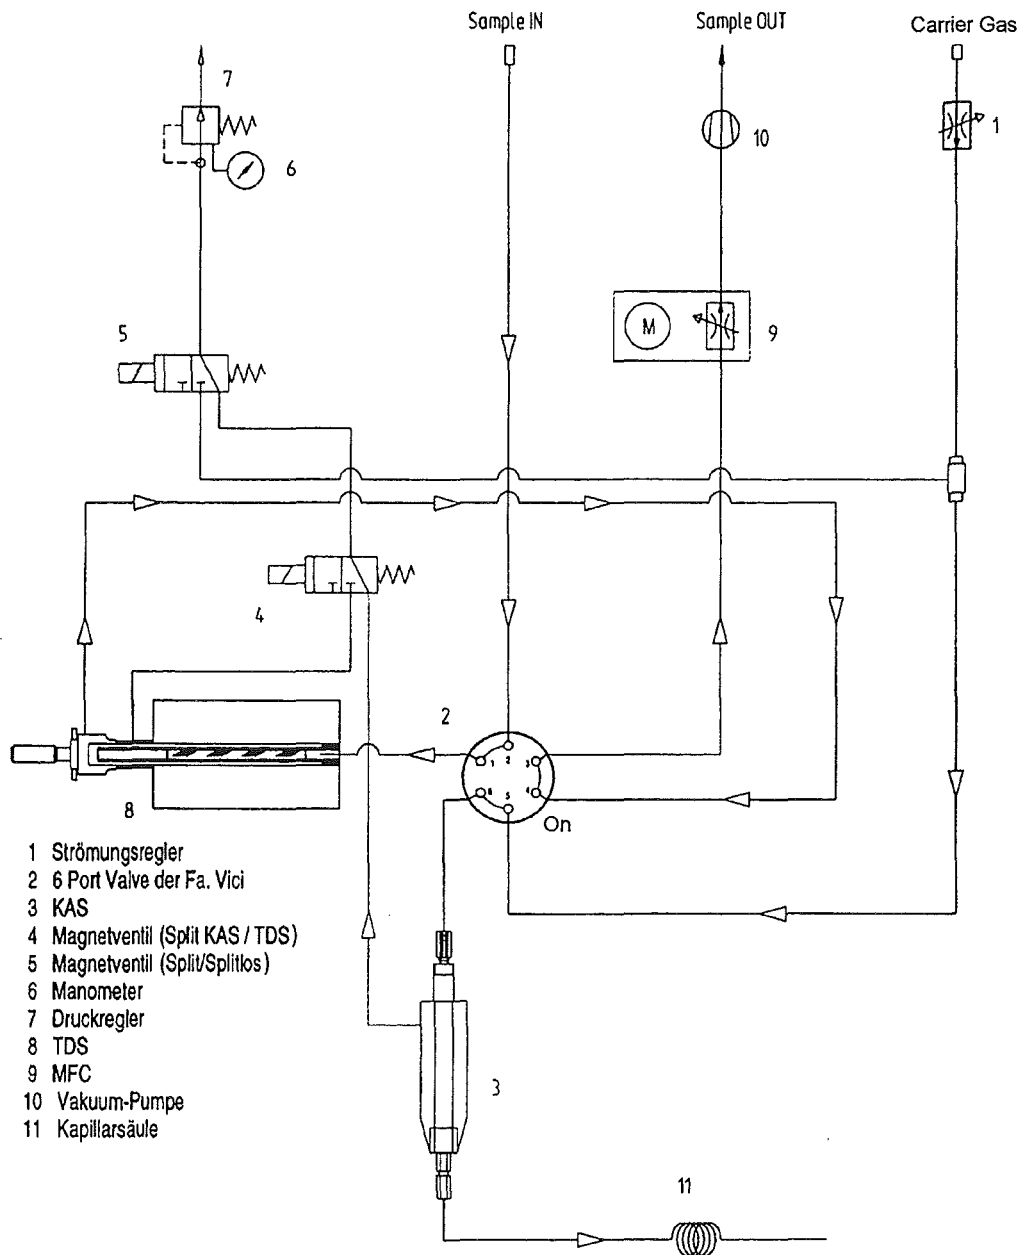 Sample IN
Sample OUT
Carrier Gas
7
1
10
6
M
9
5
4
2
1
2
3
6
5
4
On
8
1 Strömungsregler
2 6 Port Valve der Fa. Vici
3 KAS
4 Magnetventil (Split KAS / TDS)
5 Magnetventil (Split/Splitlos)
6 Manometer
7 Druckregler
8 TDS
9 MFC
10 Vakuum-Pumpe
11 Kapillarsäule
3
11